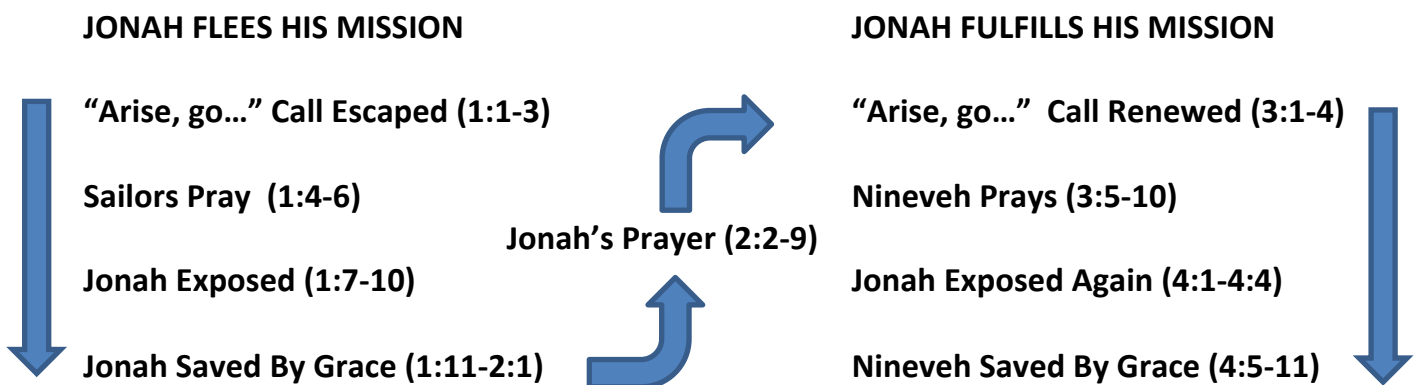 JONAH FLEES HIS MISSION
“Arise, go…” Call Escaped (1:1-3)
Sailors Pray (1:4-6)
Jonah Exposed (1:7-10)
Jonah Saved By Grace (1:11-2:1)
Jonah’s Prayer (2:2-9)
JONAH FULFILLS HIS MISSION
“Arise, go…” Call Renewed (3:1-4)
Nineveh Prays (3:5-10)
Jonah Exposed Again (4:1-4:4)
Nineveh Saved By Grace (4:5-11)